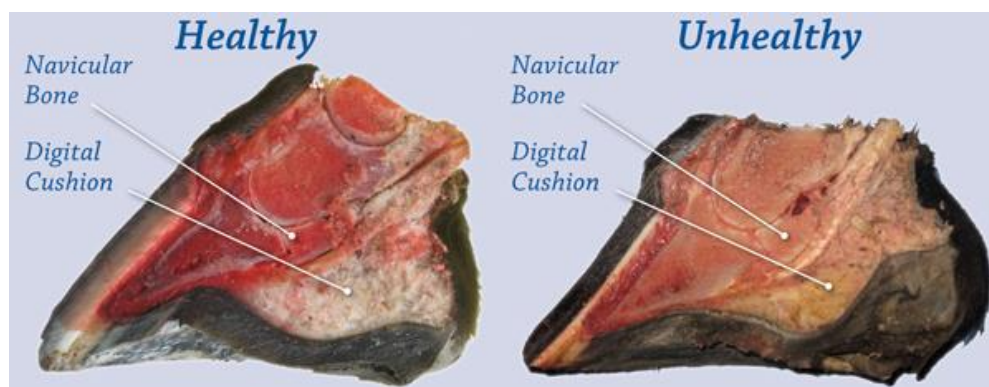 Healthy
Navicular
Bone
Digital
Cushion
Unhealthy
Navicular
Bone
Digital
Cushion